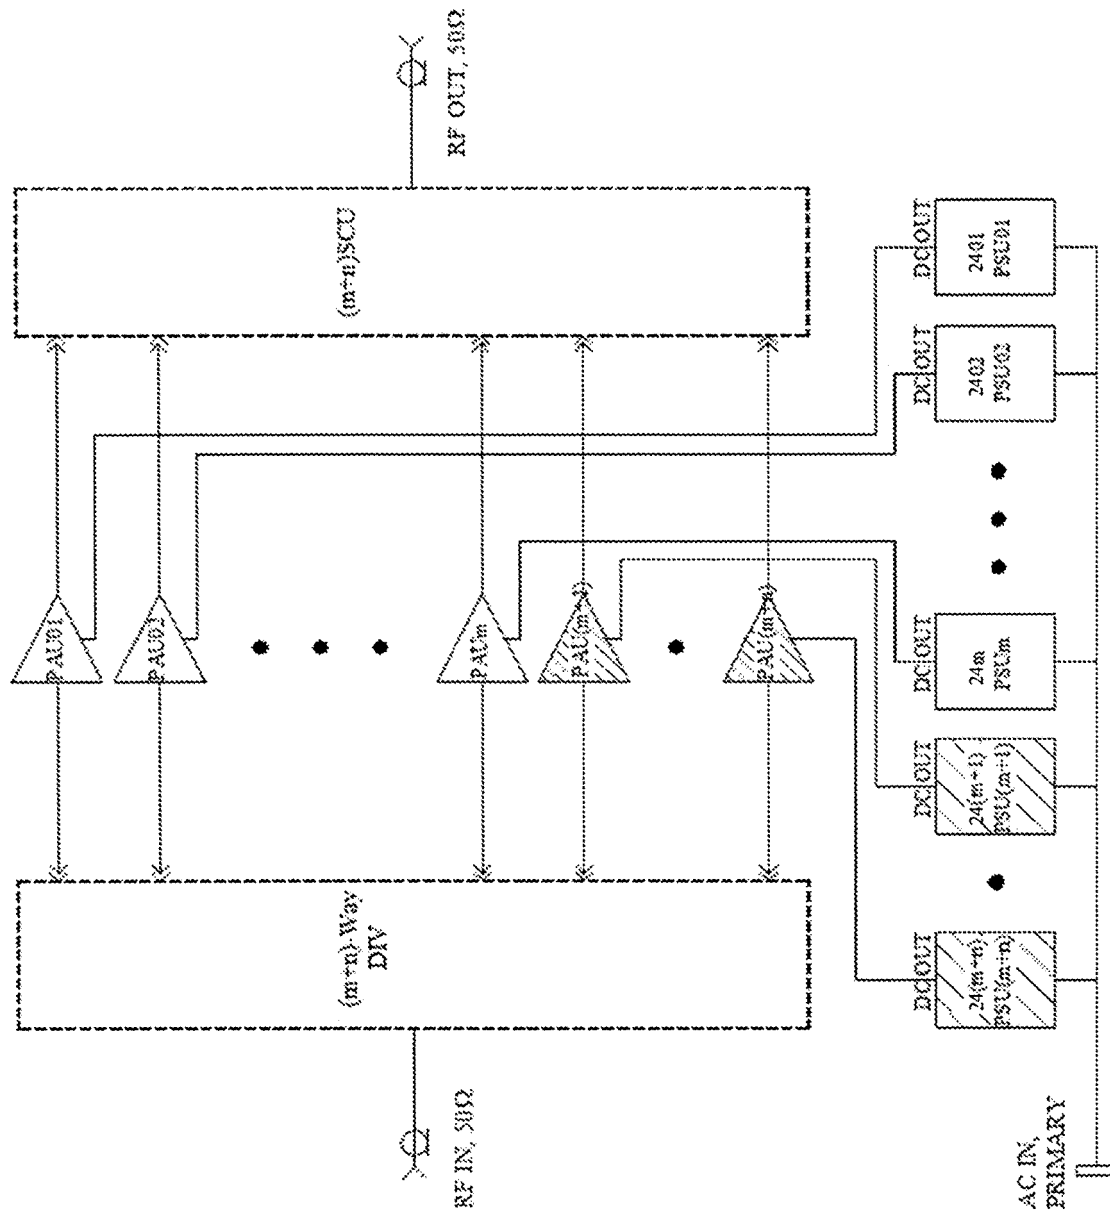 RF IN, 50Ω
(m+n)-Way
DIV
PAU01
PAU02
PAUm
PAU(m+1)
PAU(m+n)
(m+n)SCU
RF OUT, 50Ω
AC IN,
PRIMARY
DC OUT
24(m+n)
PSU(m+n)
DC OUT
24(m+1)
PSU(m+1)
DC OUT
24m
PSUm
DC OUT
2402
PSU02
DC OUT
2401
PSU01